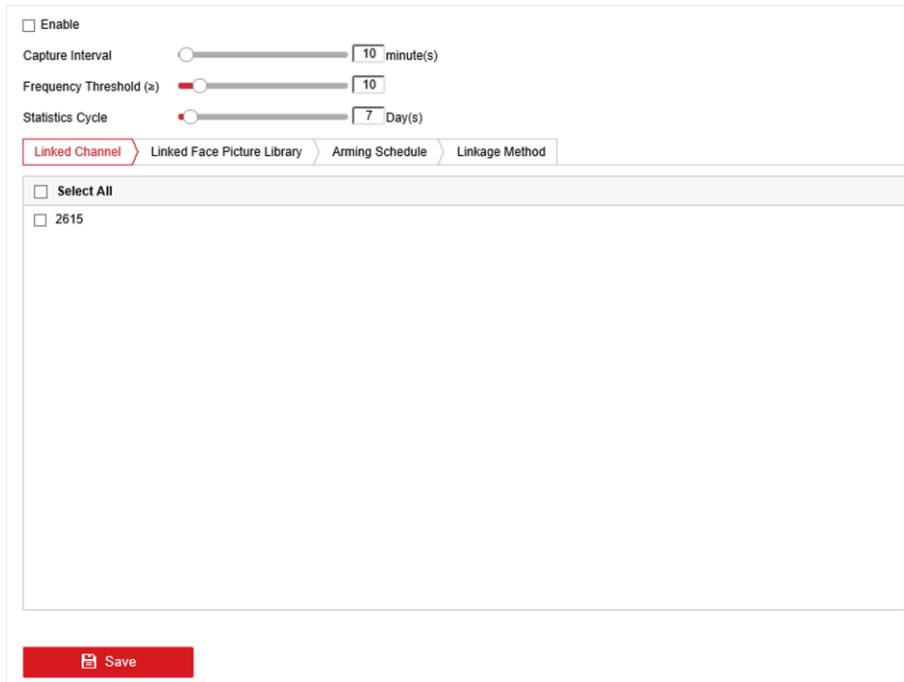 Enable
Capture Interval 10 minute(s)
Frequency Threshold (≥) 10
Statistics Cycle 7 Day(s)
Linked Channel Linked Face Picture Library Arming Schedule Linkage Method
Select All
2615
Save